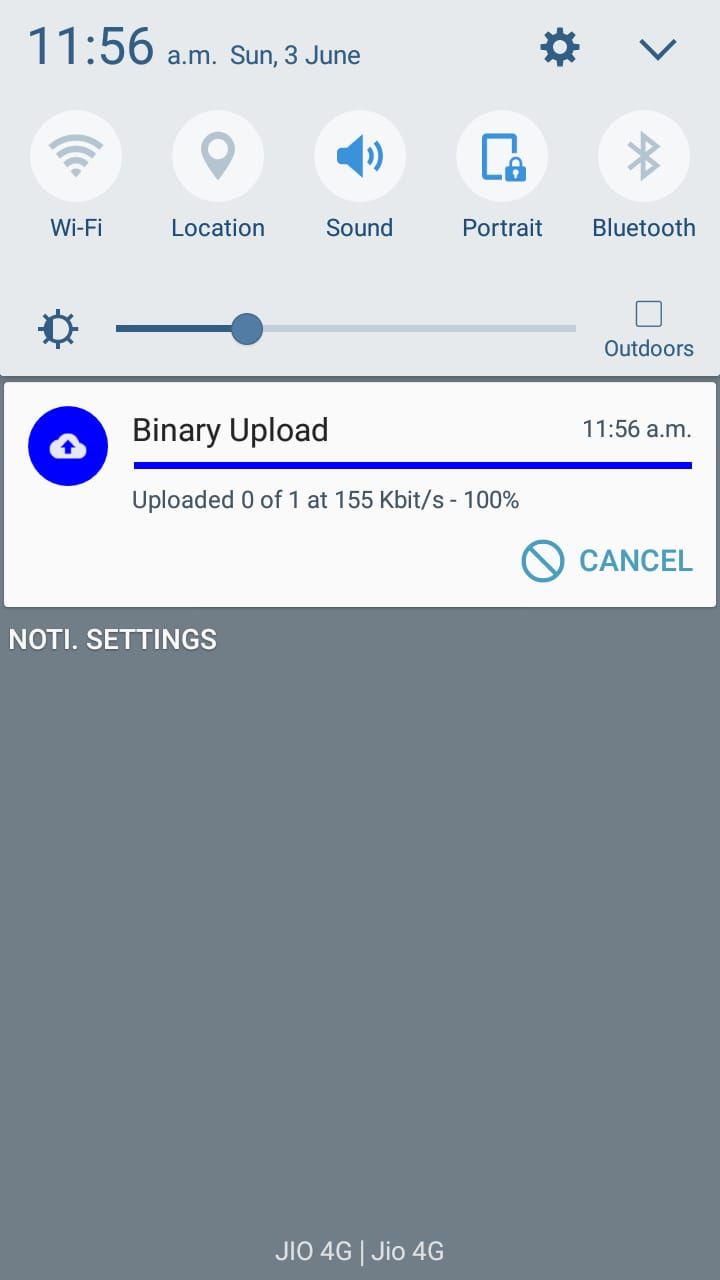 11:56 a.m. Sun, 3 June
Wi-Fi Location Sound Portrait Bluetooth
Outdoors
Binary Upload 11:56 a.m.
Uploaded 0 of 1 at 155 Kbit/s - 100%
CANCEL
NOTI. SETTINGS
JIO 4G | Jio 4G